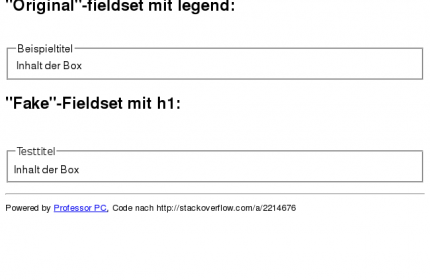 "Original"-fieldset mit legend:
Beispieltitel
Inhalt der Box
"Fake"-Fieldset mit h1:
Testtitel
Inhalt der Box
Powered by Professor PC, Code nach http://stackoverflow.com/a/2214676